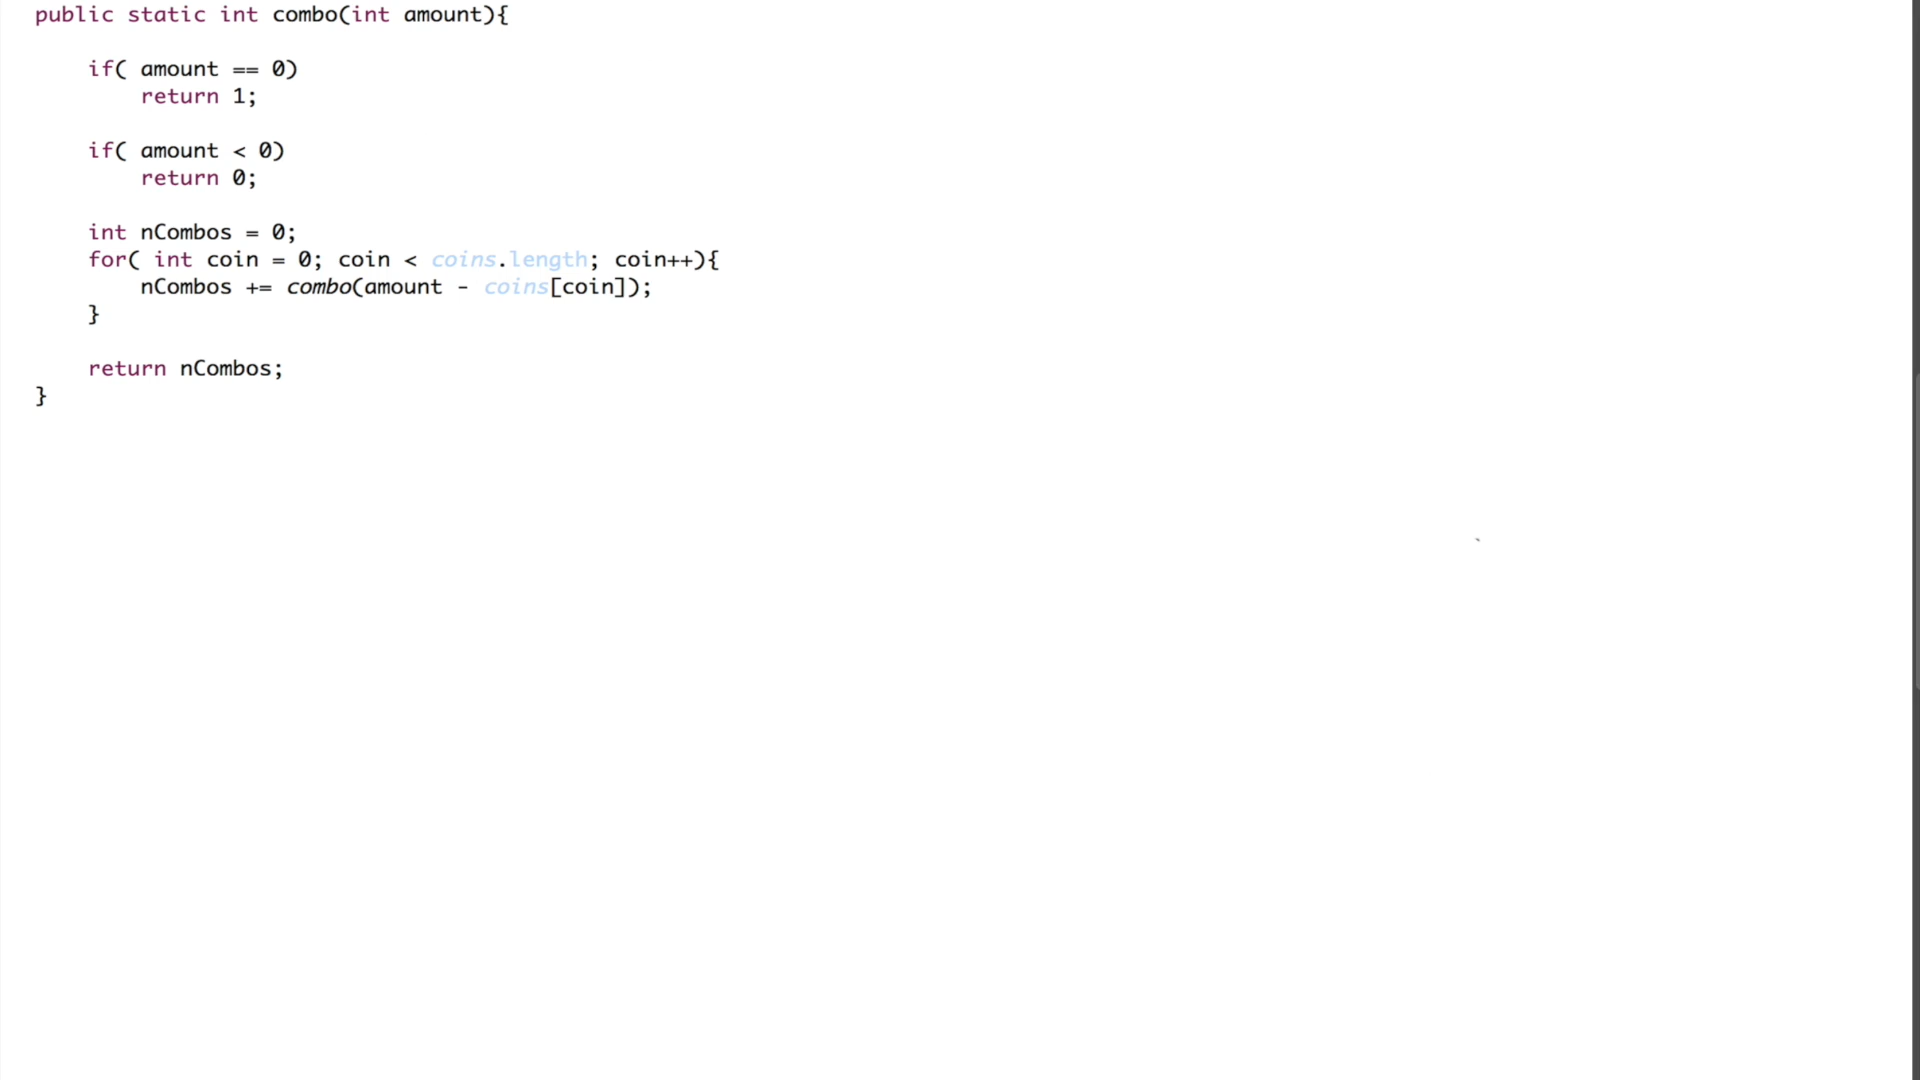 public static int combo(int amount){
if( amount == 0)
return 1;
if( amount < 0)
return 0;
int nCombos = 0;
for( int coin = 0; coin < coins.length; coin++){
nCombos += combo(amount - coins[coin]);
}
return nCombos;
}